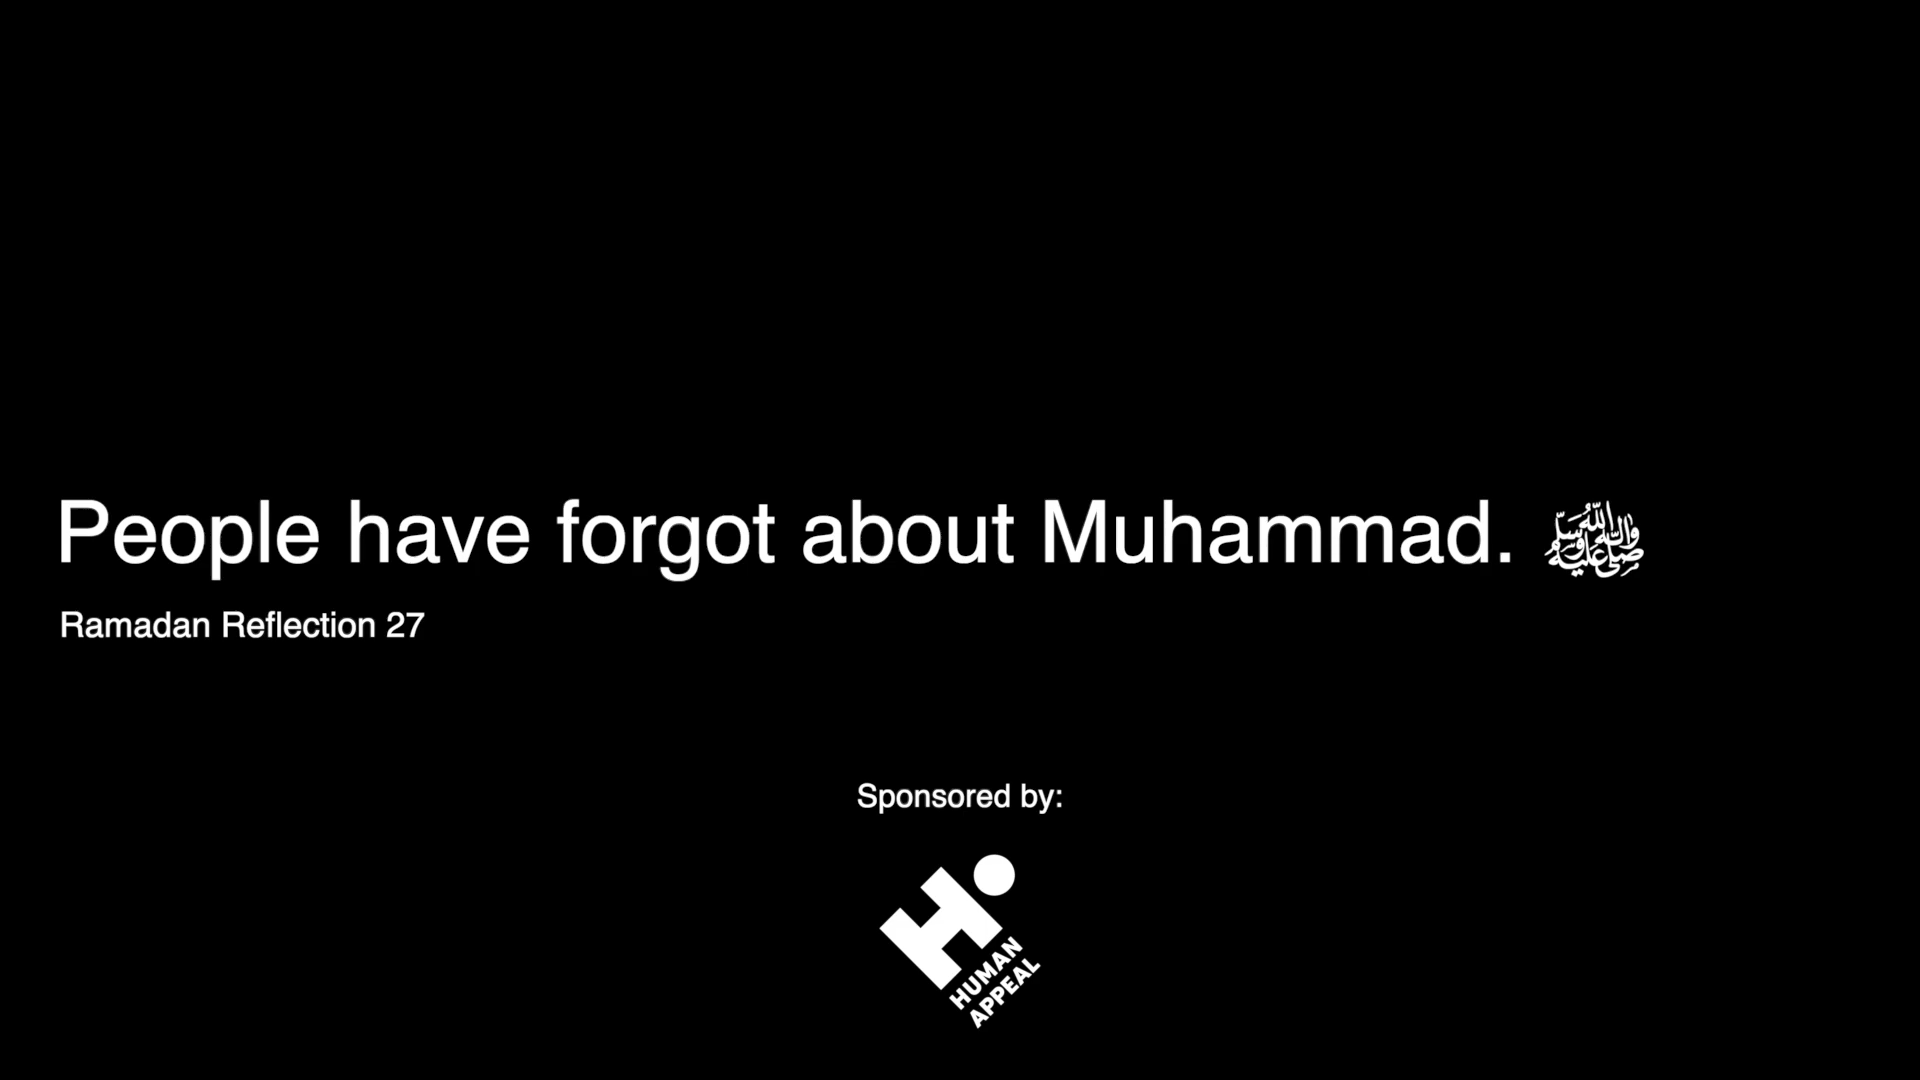 People have forgot about Muhammad. ﷺ
Ramadan Reflection 27
Sponsored by:
H
HUMAN
APPEAL